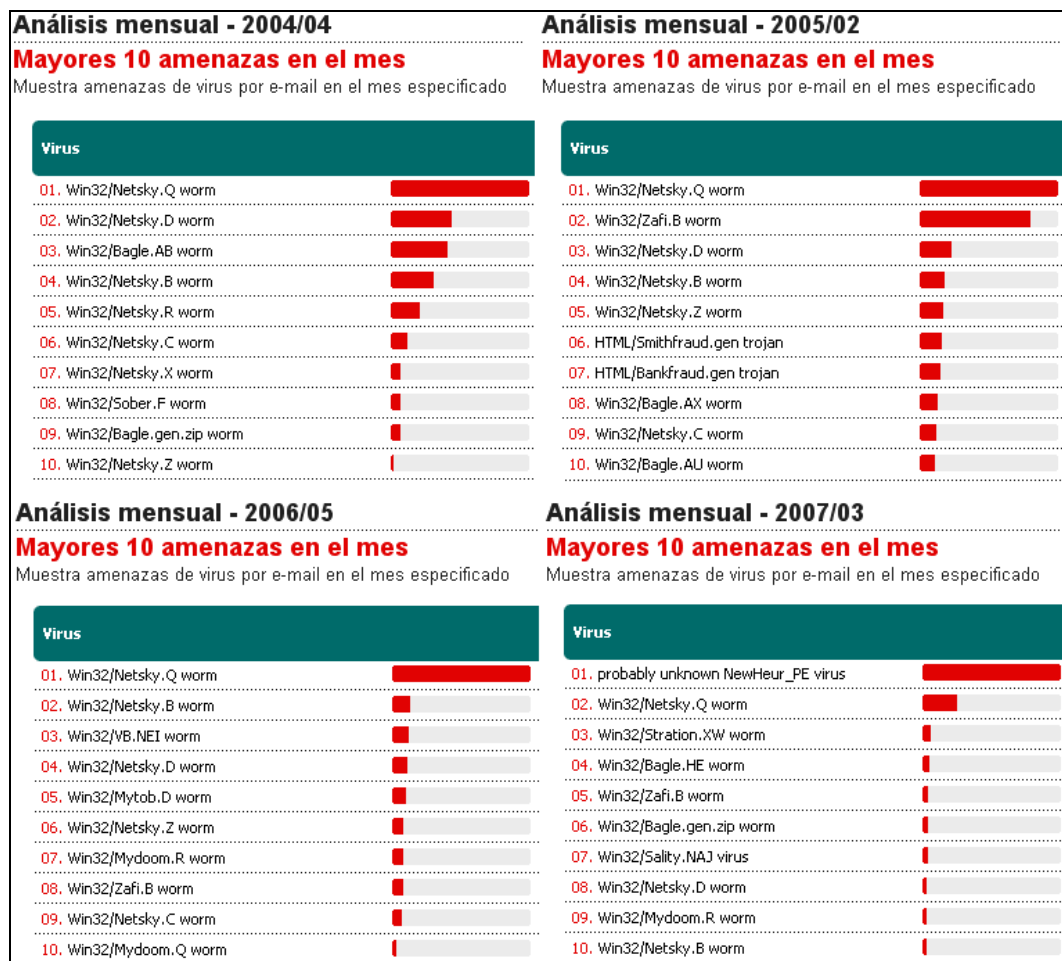 Análisis mensual - 2004/04
Mayores 10 amenazas en el mes
Muestra amenazas de virus por e-mail en el mes especificado
Virus
01. Win32/Netsky.Q worm
02. Win32/Netsky.D worm
03. Win32/Bagle.AB worm
04. Win32/Netsky.B worm
05. Win32/Netsky.R worm
06. Win32/Netsky.C worm
07. Win32/Netsky.X worm
08. Win32/Sober.F worm
09. Win32/Bagle.gen.zip worm
10. Win32/Netsky.Z worm
Análisis mensual - 2005/02
Mayores 10 amenazas en el mes
Muestra amenazas de virus por e-mail en el mes especificado
Virus
01. Win32/Netsky.Q worm
02. Win32/Zafi.B worm
03. Win32/Netsky.D worm
04. Win32/Netsky.B worm
05. Win32/Netsky.Z worm
06. HTML/Smithfraud.gen trojan
07. HTML/Bankfraud.gen trojan
08. Win32/Bagle.AX worm
09. Win32/Netsky.C worm
10. Win32/Bagle.AU worm
Análisis mensual - 2006/05
Mayores 10 amenazas en el mes
Muestra amenazas de virus por e-mail en el mes especificado
Virus
01. Win32/Netsky.Q worm
02. Win32/Netsky.B worm
03. Win32/VB.NEI worm
04. Win32/Netsky.D worm
05. Win32/Mytob.D worm
06. Win32/Netsky.Z worm
07. Win32/Mydoom.R worm
08. Win32/Zafi.B worm
09. Win32/Netsky.C worm
10. Win32/Mydoom.Q worm
Análisis mensual - 2007/03
Mayores 10 amenazas en el mes
Muestra amenazas de virus por e-mail en el mes especificado
Virus
01. probably unknown NewHeur_PE virus
02. Win32/Netsky.Q worm
03. Win32/Stration.XW worm
04. Win32/Bagle.HE worm
05. Win32/Zafi.B worm
06. Win32/Bagle.gen.zip worm
07. Win32/Sality.NAJ virus
08. Win32/Netsky.D worm
09. Win32/Mydoom.R worm
10. Win32/Netsky.B worm